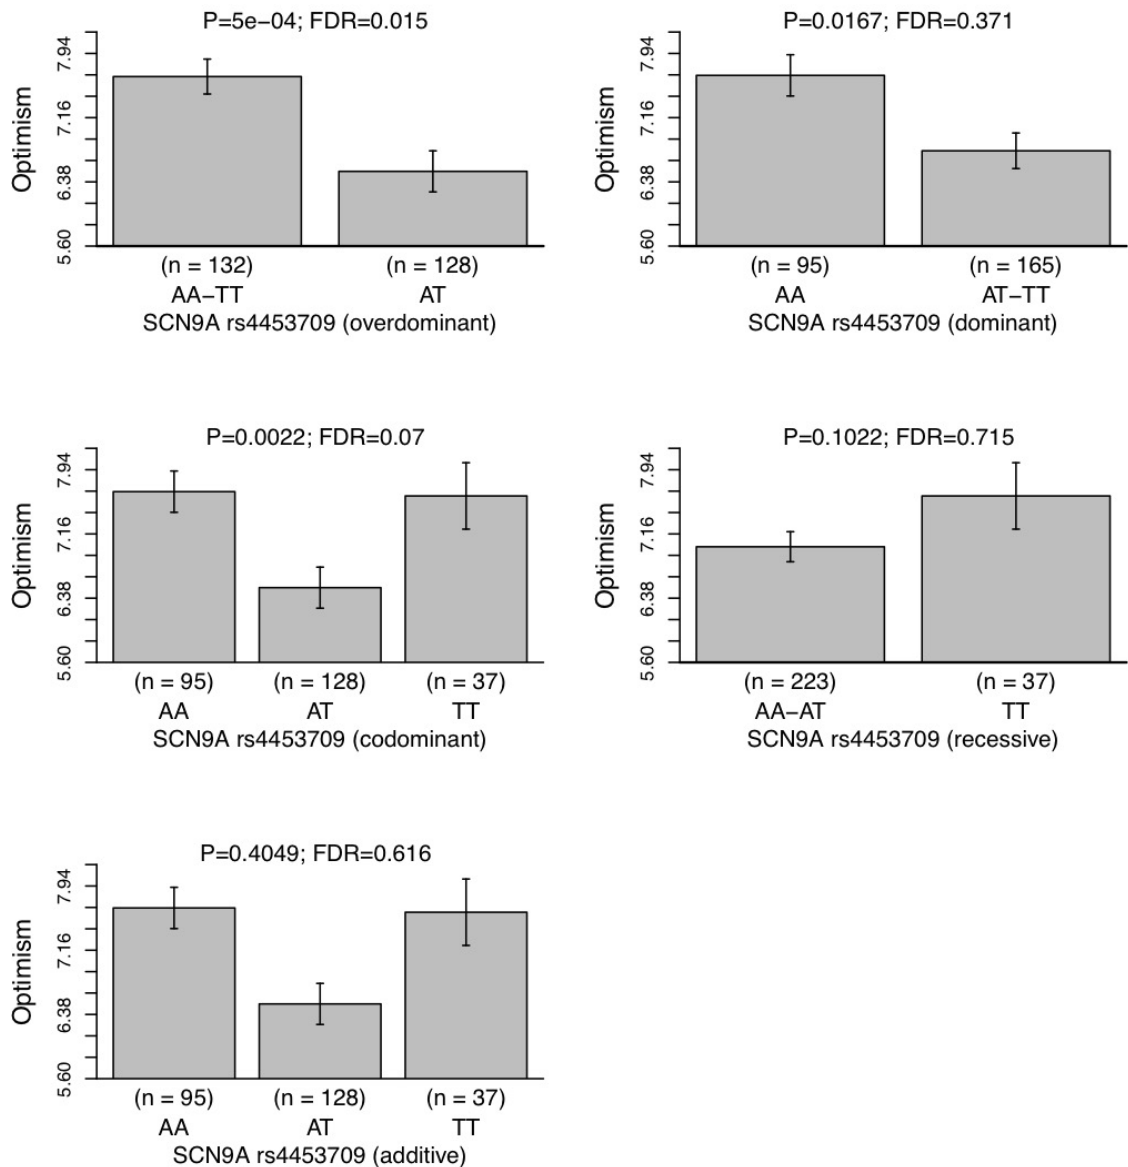 P=5e−04; FDR=0.015
Optimism
7.94
7.16
6.38
5.60
(n = 132) (n = 128)
AA−TT AT
SCN9A rs4453709 (overdominant)
P=0.0167; FDR=0.371
Optimism
7.94
7.16
6.38
5.60
(n = 95) (n = 165)
AA AT−TT
SCN9A rs4453709 (dominant)
P=0.0022; FDR=0.07
Optimism
7.94
7.16
6.38
5.60
(n = 95) (n = 128) (n = 37)
AA AT TT
SCN9A rs4453709 (codominant)
P=0.1022; FDR=0.715
Optimism
7.94
7.16
6.38
5.60
(n = 223) (n = 37)
AA−AT TT
SCN9A rs4453709 (recessive)
P=0.4049; FDR=0.616
Optimism
7.94
7.16
6.38
5.60
(n = 95) (n = 128) (n = 37)
AA AT TT
SCN9A rs4453709 (additive)